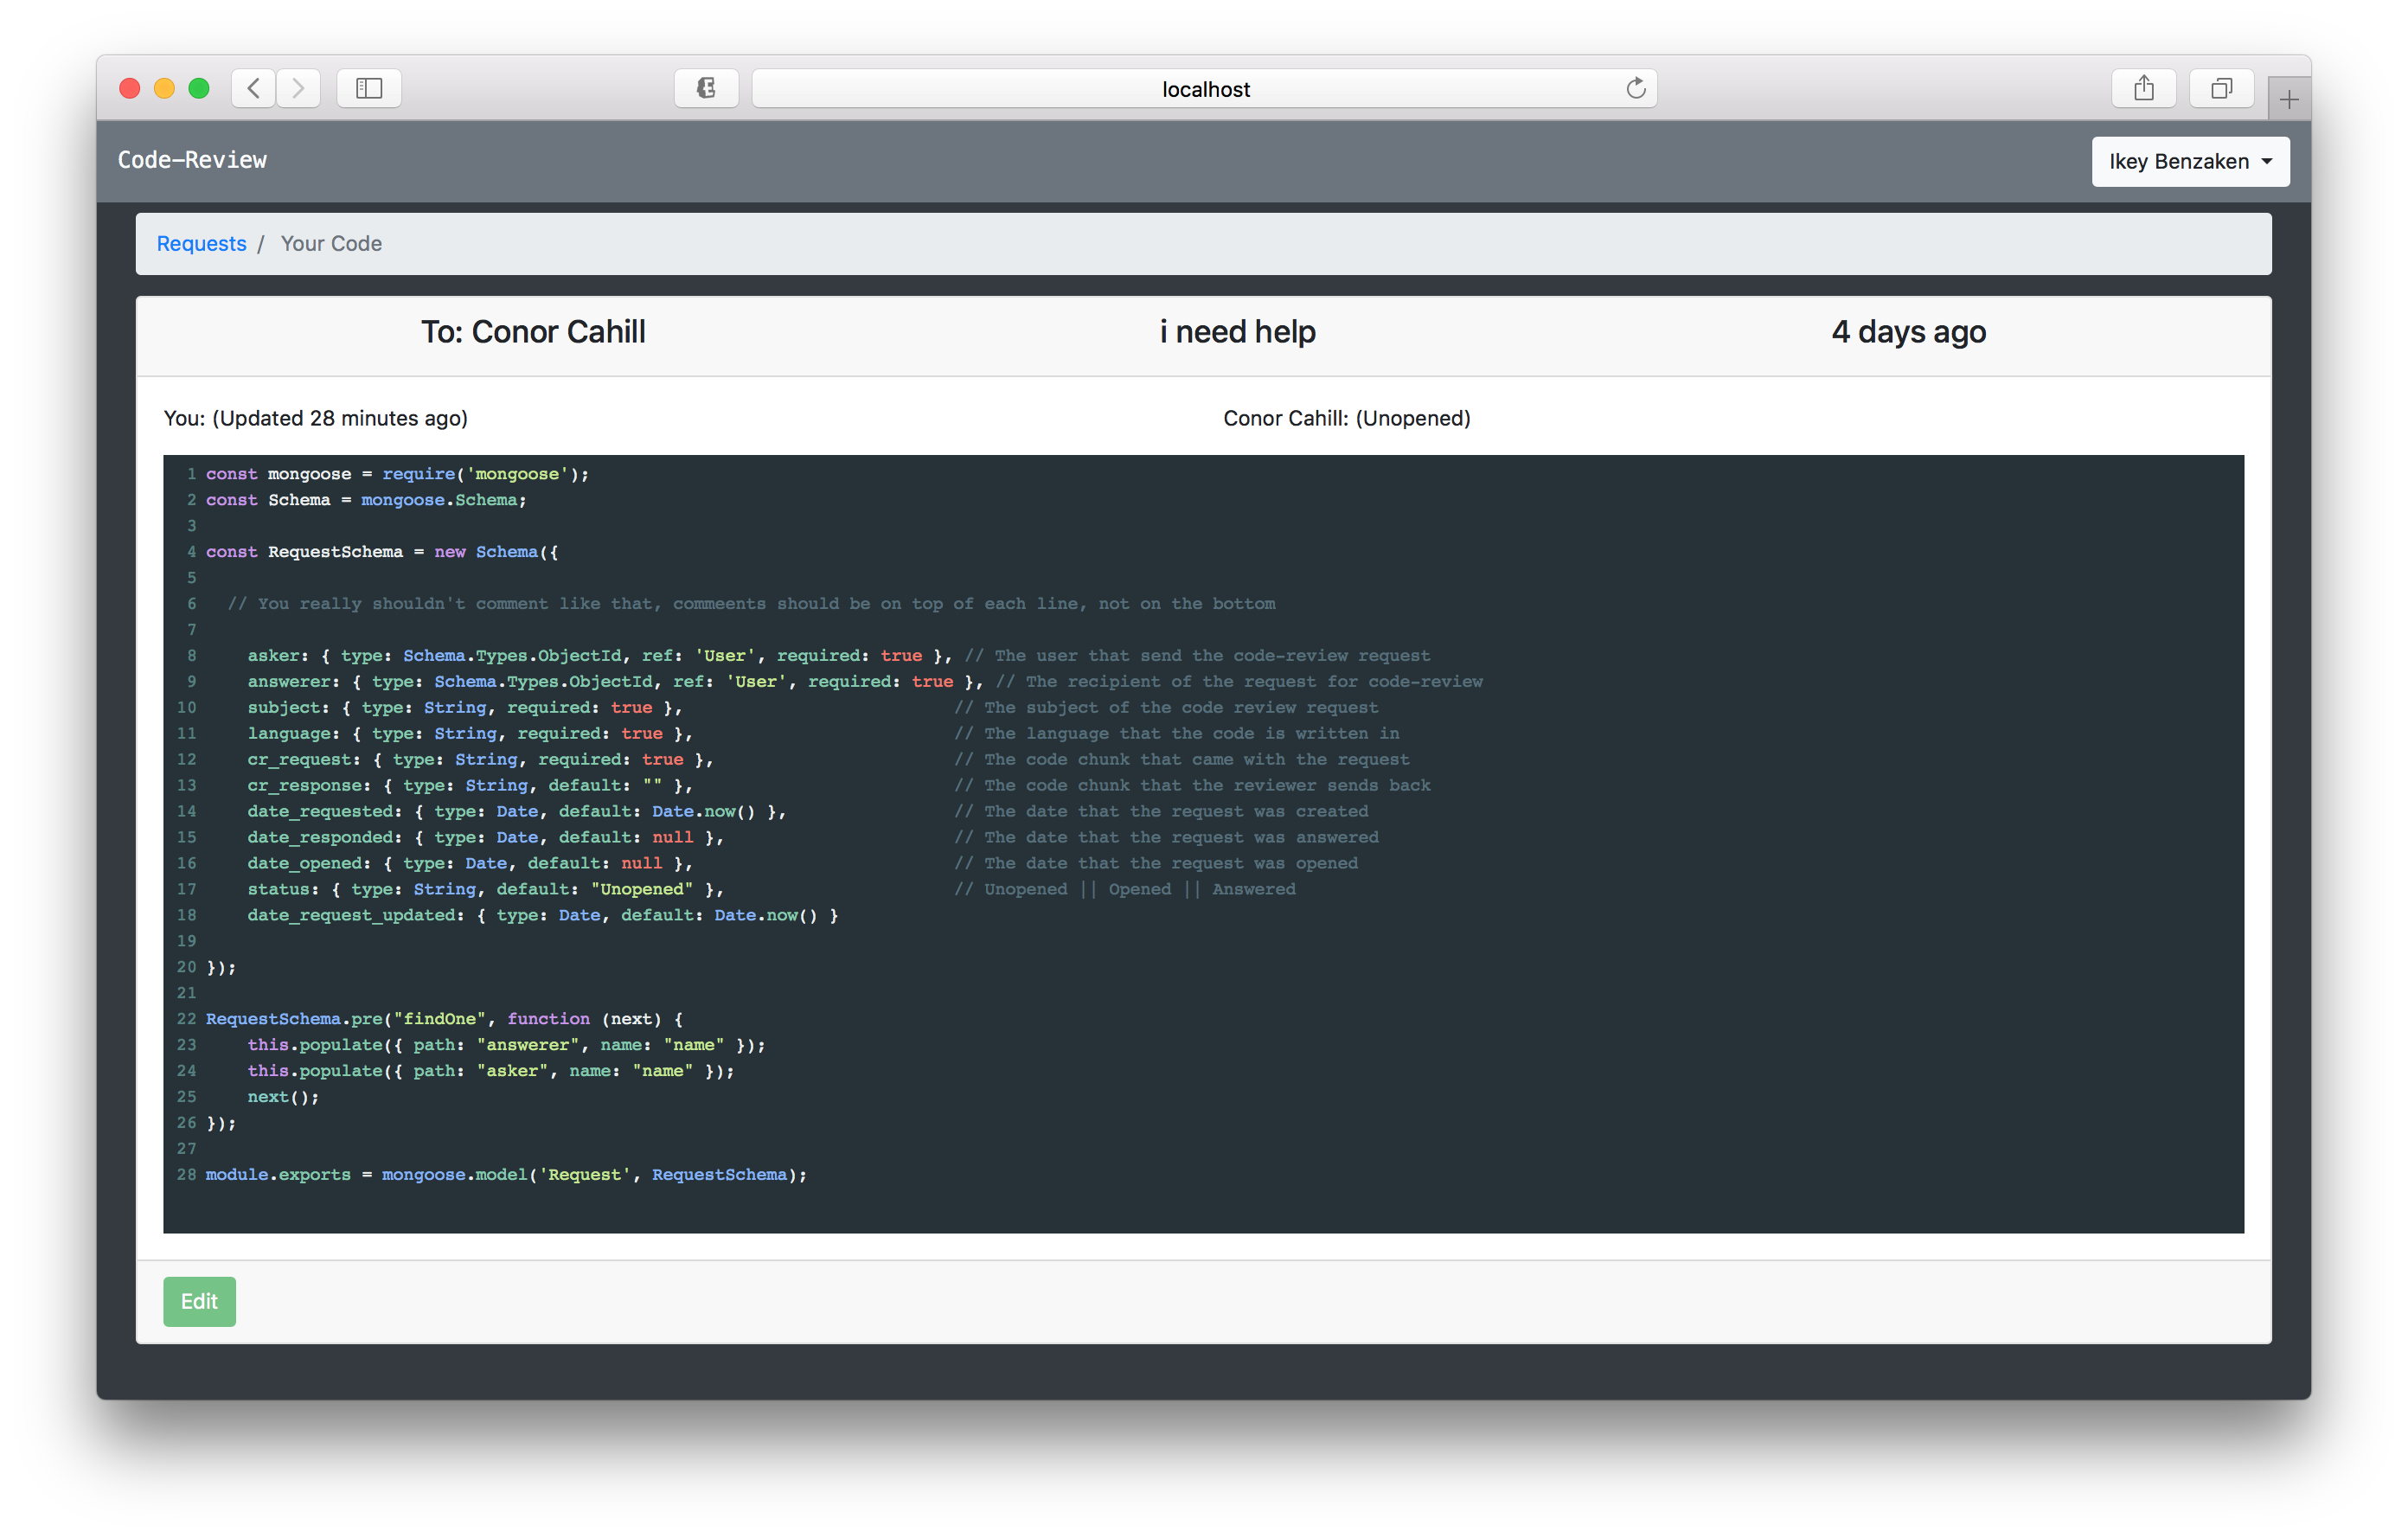 localhost
Code-Review
Ikey Benzaken
Requests / Your Code
To: Conor Cahill
i need help
4 days ago
You: (Updated 28 minutes ago)
Conor Cahill: (Unopened)
1 const mongoose = require('mongoose');
2 const Schema = mongoose.Schema;
3
4 const RequestSchema = new Schema({
5
6 // You really shouldn't comment like that, commeents should be on top of each line, not on the bottom
7
8 asker: { type: Schema.Types.ObjectId, ref: 'User', required: true }, // The user that send the code-review request
9 answerer: { type: Schema.Types.ObjectId, ref: 'User', required: true }, // The recipient of the request for code-review
10 subject: { type: String, required: true }, // The subject of the code review request
11 language: { type: String, required: true }, // The language that the code is written in
12 cr_request: { type: String, required: true }, // The code chunk that came with the request
13 cr_response: { type: String, default: "" }, // The code chunk that the reviewer sends back
14 date_requested: { type: Date, default: Date.now() }, // The date that the request was created
15 date_responded: { type: Date, default: null }, // The date that the request was answered
16 date_opened: { type: Date, default: null }, // The date that the request was opened
17 status: { type: String, default: "Unopened" }, // Unopened || Opened || Answered
18 date_request_updated: { type: Date, default: Date.now() }
19
20 });
21
22 RequestSchema.pre("findOne", function (next) {
23 this.populate({ path: "answerer", name: "name" });
24 this.populate({ path: "asker", name: "name" });
25 next();
26 });
27
28 module.exports = mongoose.model('Request', RequestSchema);
Edit